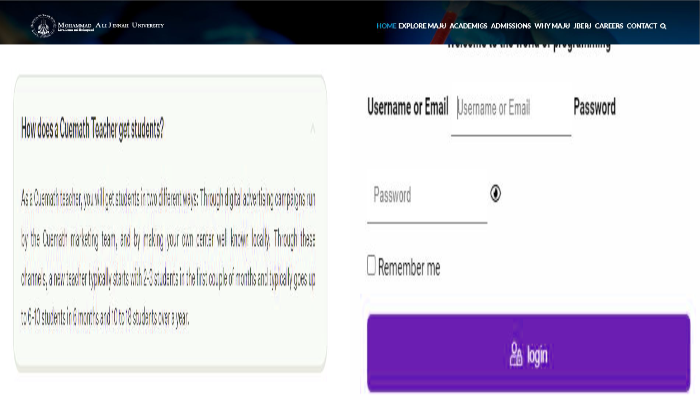 Mohammad Ali Jinnah University
HOME EXPLORE MAJU ACADEMICS ADMISSIONS WHY MAJU JBERJ CAREERS CONTACT
Welcome to the world of programming
How does a Cuemath Teacher get students?
As a Cuemath teacher, you will get students in two different ways: Through digital advertising campaigns run
by the Cuemath marketing team, and by making your own center well known locally. Through these
channels, a new teacher typically starts with 2-3 students in the first couple of months and typically goes up
to 6-10 students in 6 months and 10 to 18 students over a year.
Username or Email Username or Email Password
Password
Remember me
login